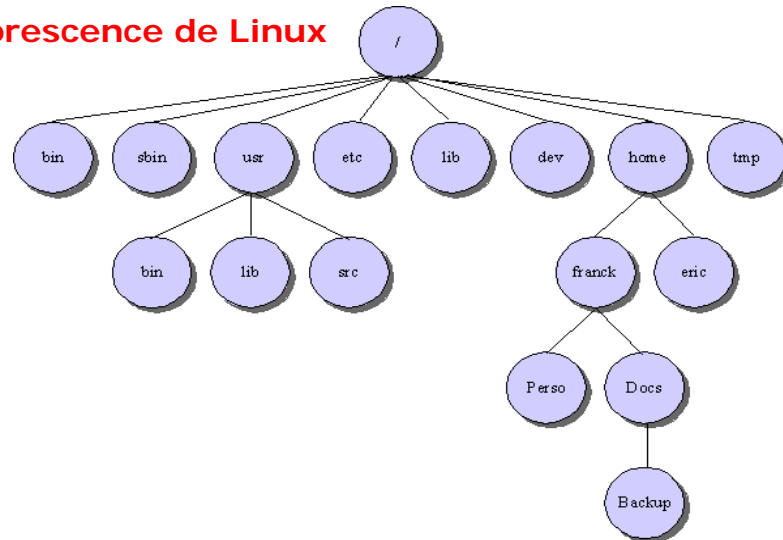 orescence de Linux
/
bin sbin usr etc lib dev home tmp
bin lib src franck eric
Perso Docs
Backup